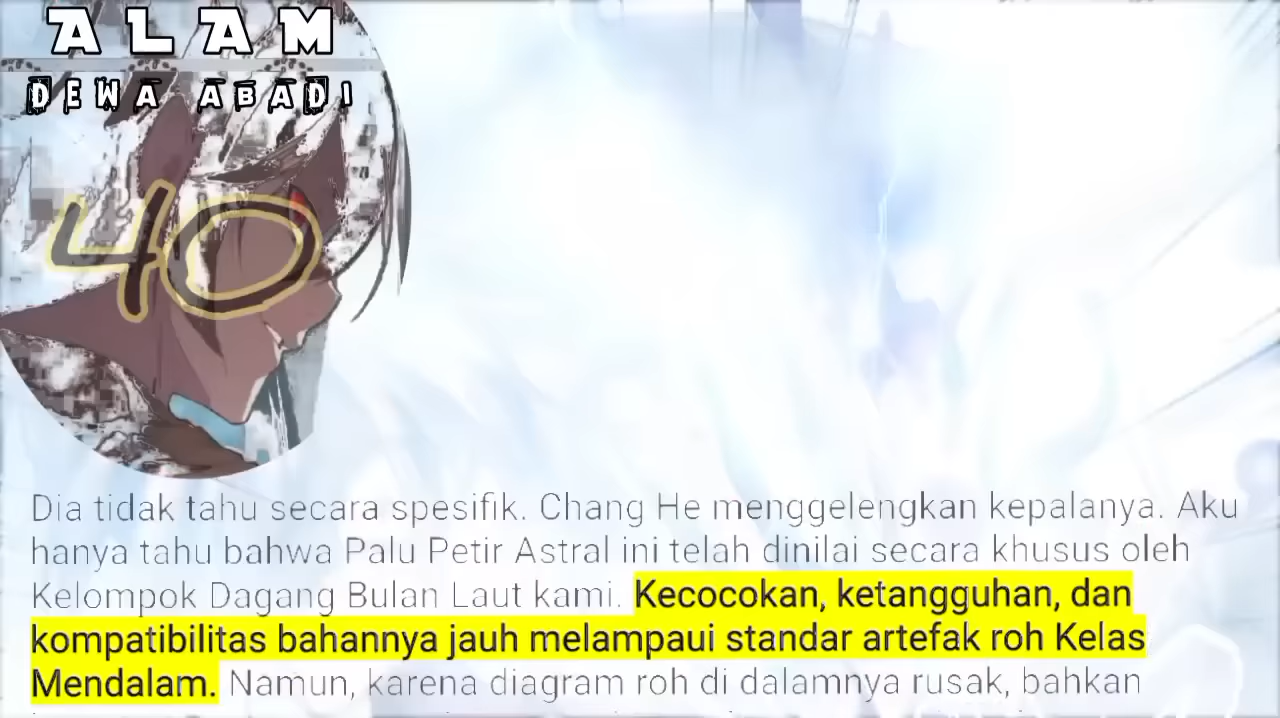 ALAM
DEWA ABADI
40
Dia tidak tahu secara spesifik. Chang He menggelengkan kepalanya. Aku
hanya tahu bahwa Palu Petir Astral ini telah dinilai secara khusus oleh
Kelompok Dagang Bulan Laut kami. Kecocokan, ketangguhan, dan
kompatibilitas bahannya jauh melampaui standar artefak roh Kelas
Mendalam. Namun, karena diagram roh di dalamnya rusak, bahkan